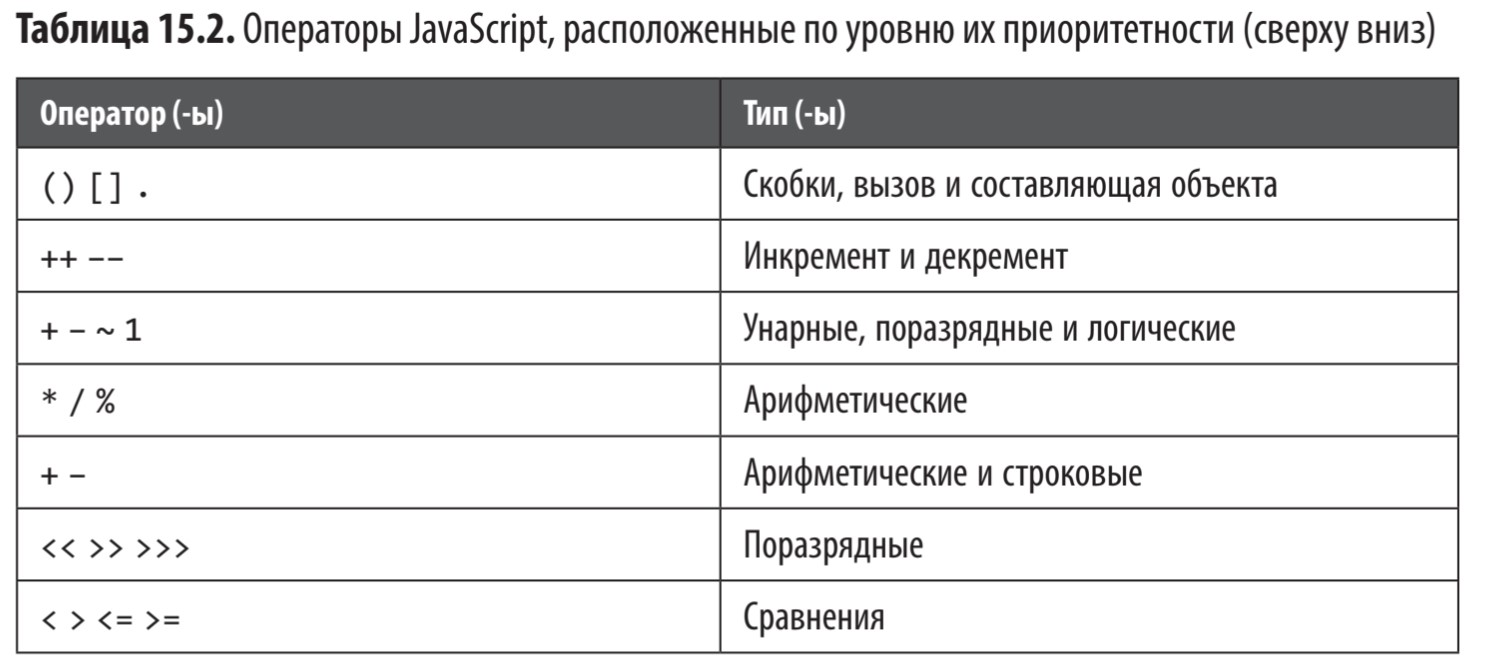 Таблица 15.2. Операторы JavaScript, расположенные по уровню их приоритетности (сверху вниз)
Оператор (-ы) Тип (-ы)
() [] . Скобки, вызов и составляющая объекта
++ –– Инкремент и декремент
+ – ~ 1 Унарные, поразрядные и логические
* / % Арифметические
+ – Арифметические и строковые
<< >> >>> Поразрядные
< > <= >= Сравнения